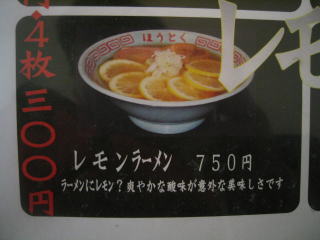 円・4枚三〇〇円
ほうとく
レモ
レモンラーメン 750円
ラーメンにレモン?爽やかな酸味が意外な美味しさです